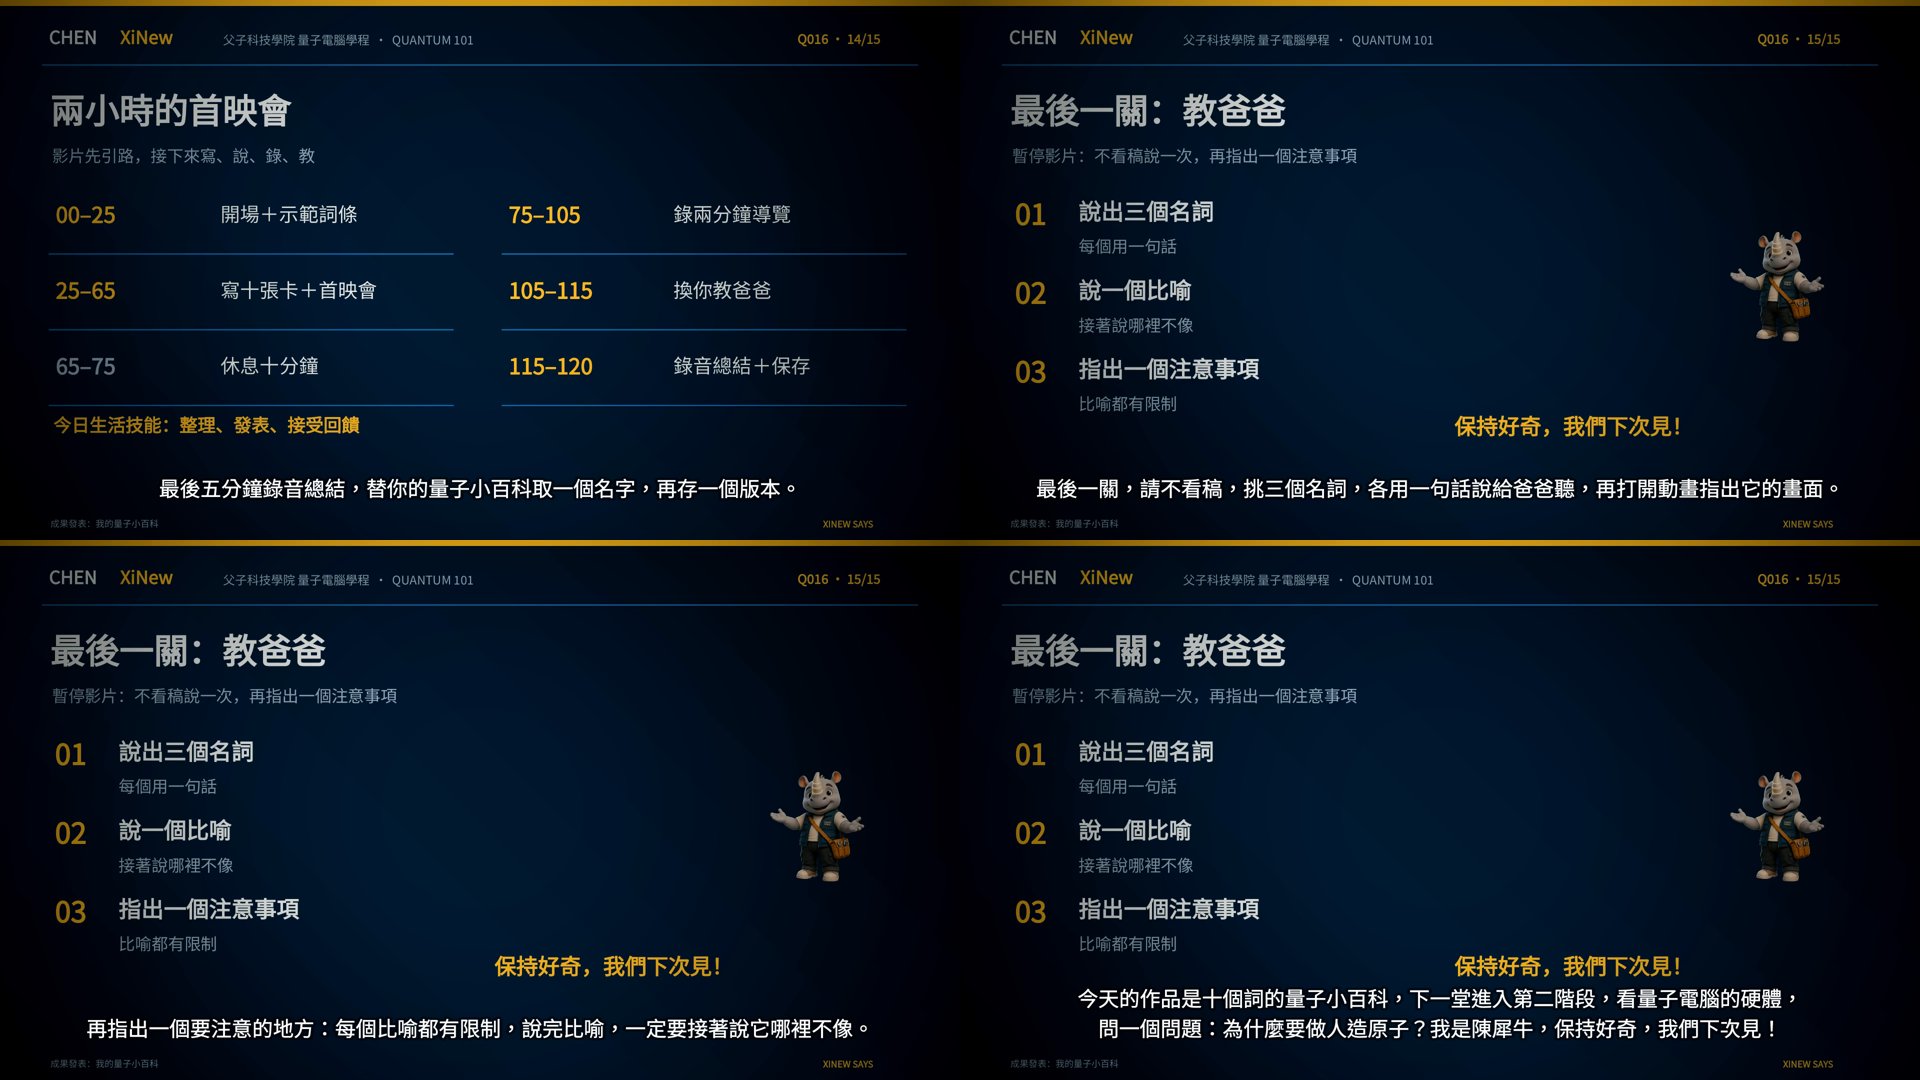 CHEN XiNew 父子科技學院 量子電腦學程 · QUANTUM 101 Q016 · 14/15
兩小時的首映會
影片先引路，接下來寫、說、錄、教
00–25 開場＋示範詞條
25–65 寫十張卡＋首映會
65–75 休息十分鐘
75–105 錄兩分鐘導覽
105–115 換你教爸爸
115–120 錄音總結＋保存
今日生活技能：整理、發表、接受回饋
最後五分鐘錄音總結，替你的量子小百科取一個名字，再存一個版本。
成果發表：我的量子小百科 XINEW SAYS
CHEN XiNew 父子科技學院 量子電腦學程 · QUANTUM 101 Q016 · 15/15
最後一關：教爸爸
暫停影片：不看稿說一次，再指出一個注意事項
01 說出三個名詞
每個用一句話
02 說一個比喻
接著說哪裡不像
03 指出一個注意事項
比喻都有限制
保持好奇，我們下次見！
最後一關，請不看稿，挑三個名詞，各用一句話說給爸爸聽，再打開動畫指出它的畫面。
成果發表：我的量子小百科 XINEW SAYS
CHEN XiNew 父子科技學院 量子電腦學程 · QUANTUM 101 Q016 · 15/15
最後一關：教爸爸
暫停影片：不看稿說一次，再指出一個注意事項
01 說出三個名詞
每個用一句話
02 說一個比喻
接著說哪裡不像
03 指出一個注意事項
比喻都有限制
保持好奇，我們下次見！
再指出一個要注意的地方：每個比喻都有限制，說完比喻，一定要接著說它哪裡不像。
成果發表：我的量子小百科 XINEW SAYS
CHEN XiNew 父子科技學院 量子電腦學程 · QUANTUM 101 Q016 · 15/15
最後一關：教爸爸
暫停影片：不看稿說一次，再指出一個注意事項
01 說出三個名詞
每個用一句話
02 說一個比喻
接著說哪裡不像
03 指出一個注意事項
比喻都有限制
保持好奇，我們下次見！
今天的作品是十個詞的量子小百科，下一堂進入第二階段，看量子電腦的硬體，
問一個問題：為什麼要做人造原子？我是陳犀牛，保持好奇，我們下次見！
成果發表：我的量子小百科 XINEW SAYS